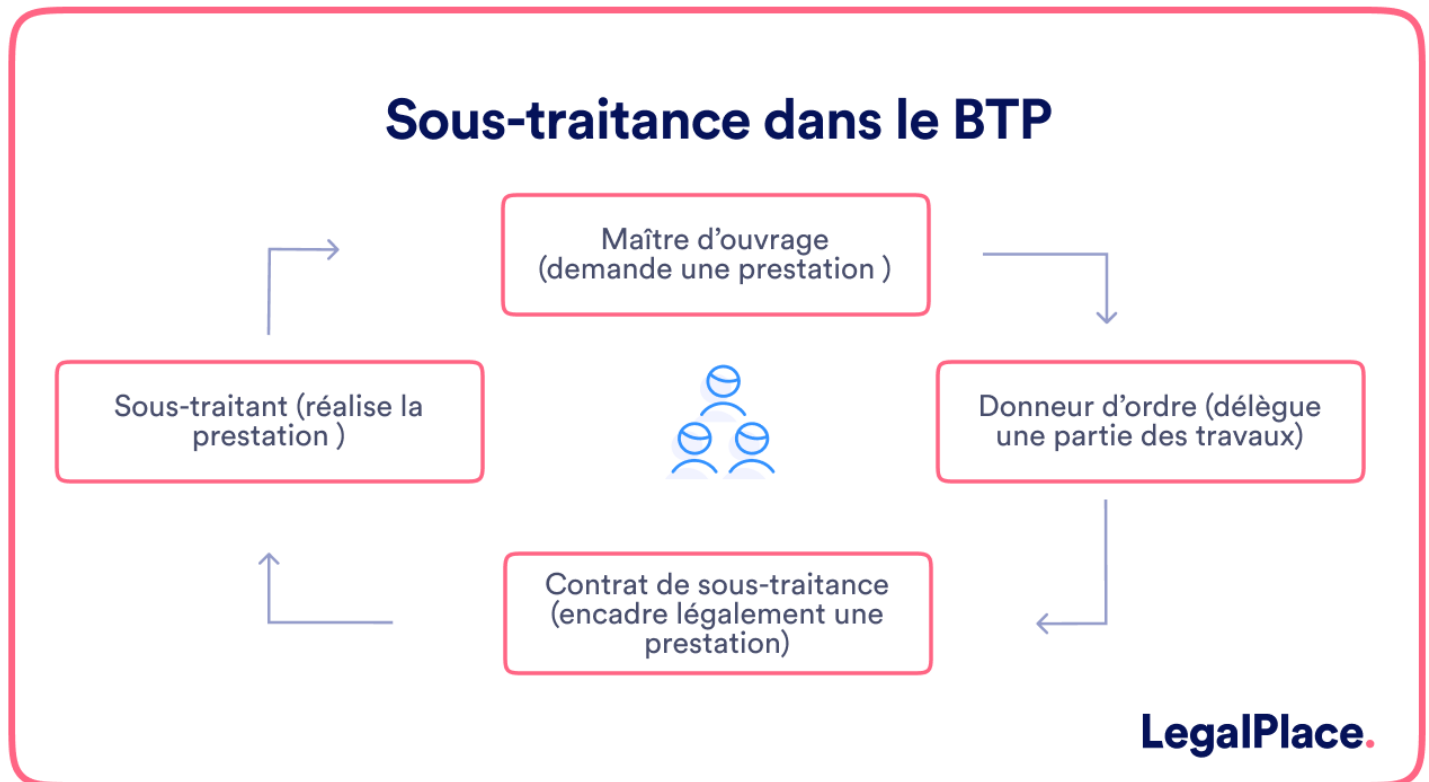 Sous-traitance dans le BTP
Maître d’ouvrage
(demande une prestation )
Sous-traitant (réalise la
prestation )
Donneur d’ordre (délègue
une partie des travaux)
Contrat de sous-traitance
(encadre légalement une
prestation)
LegalPlace.